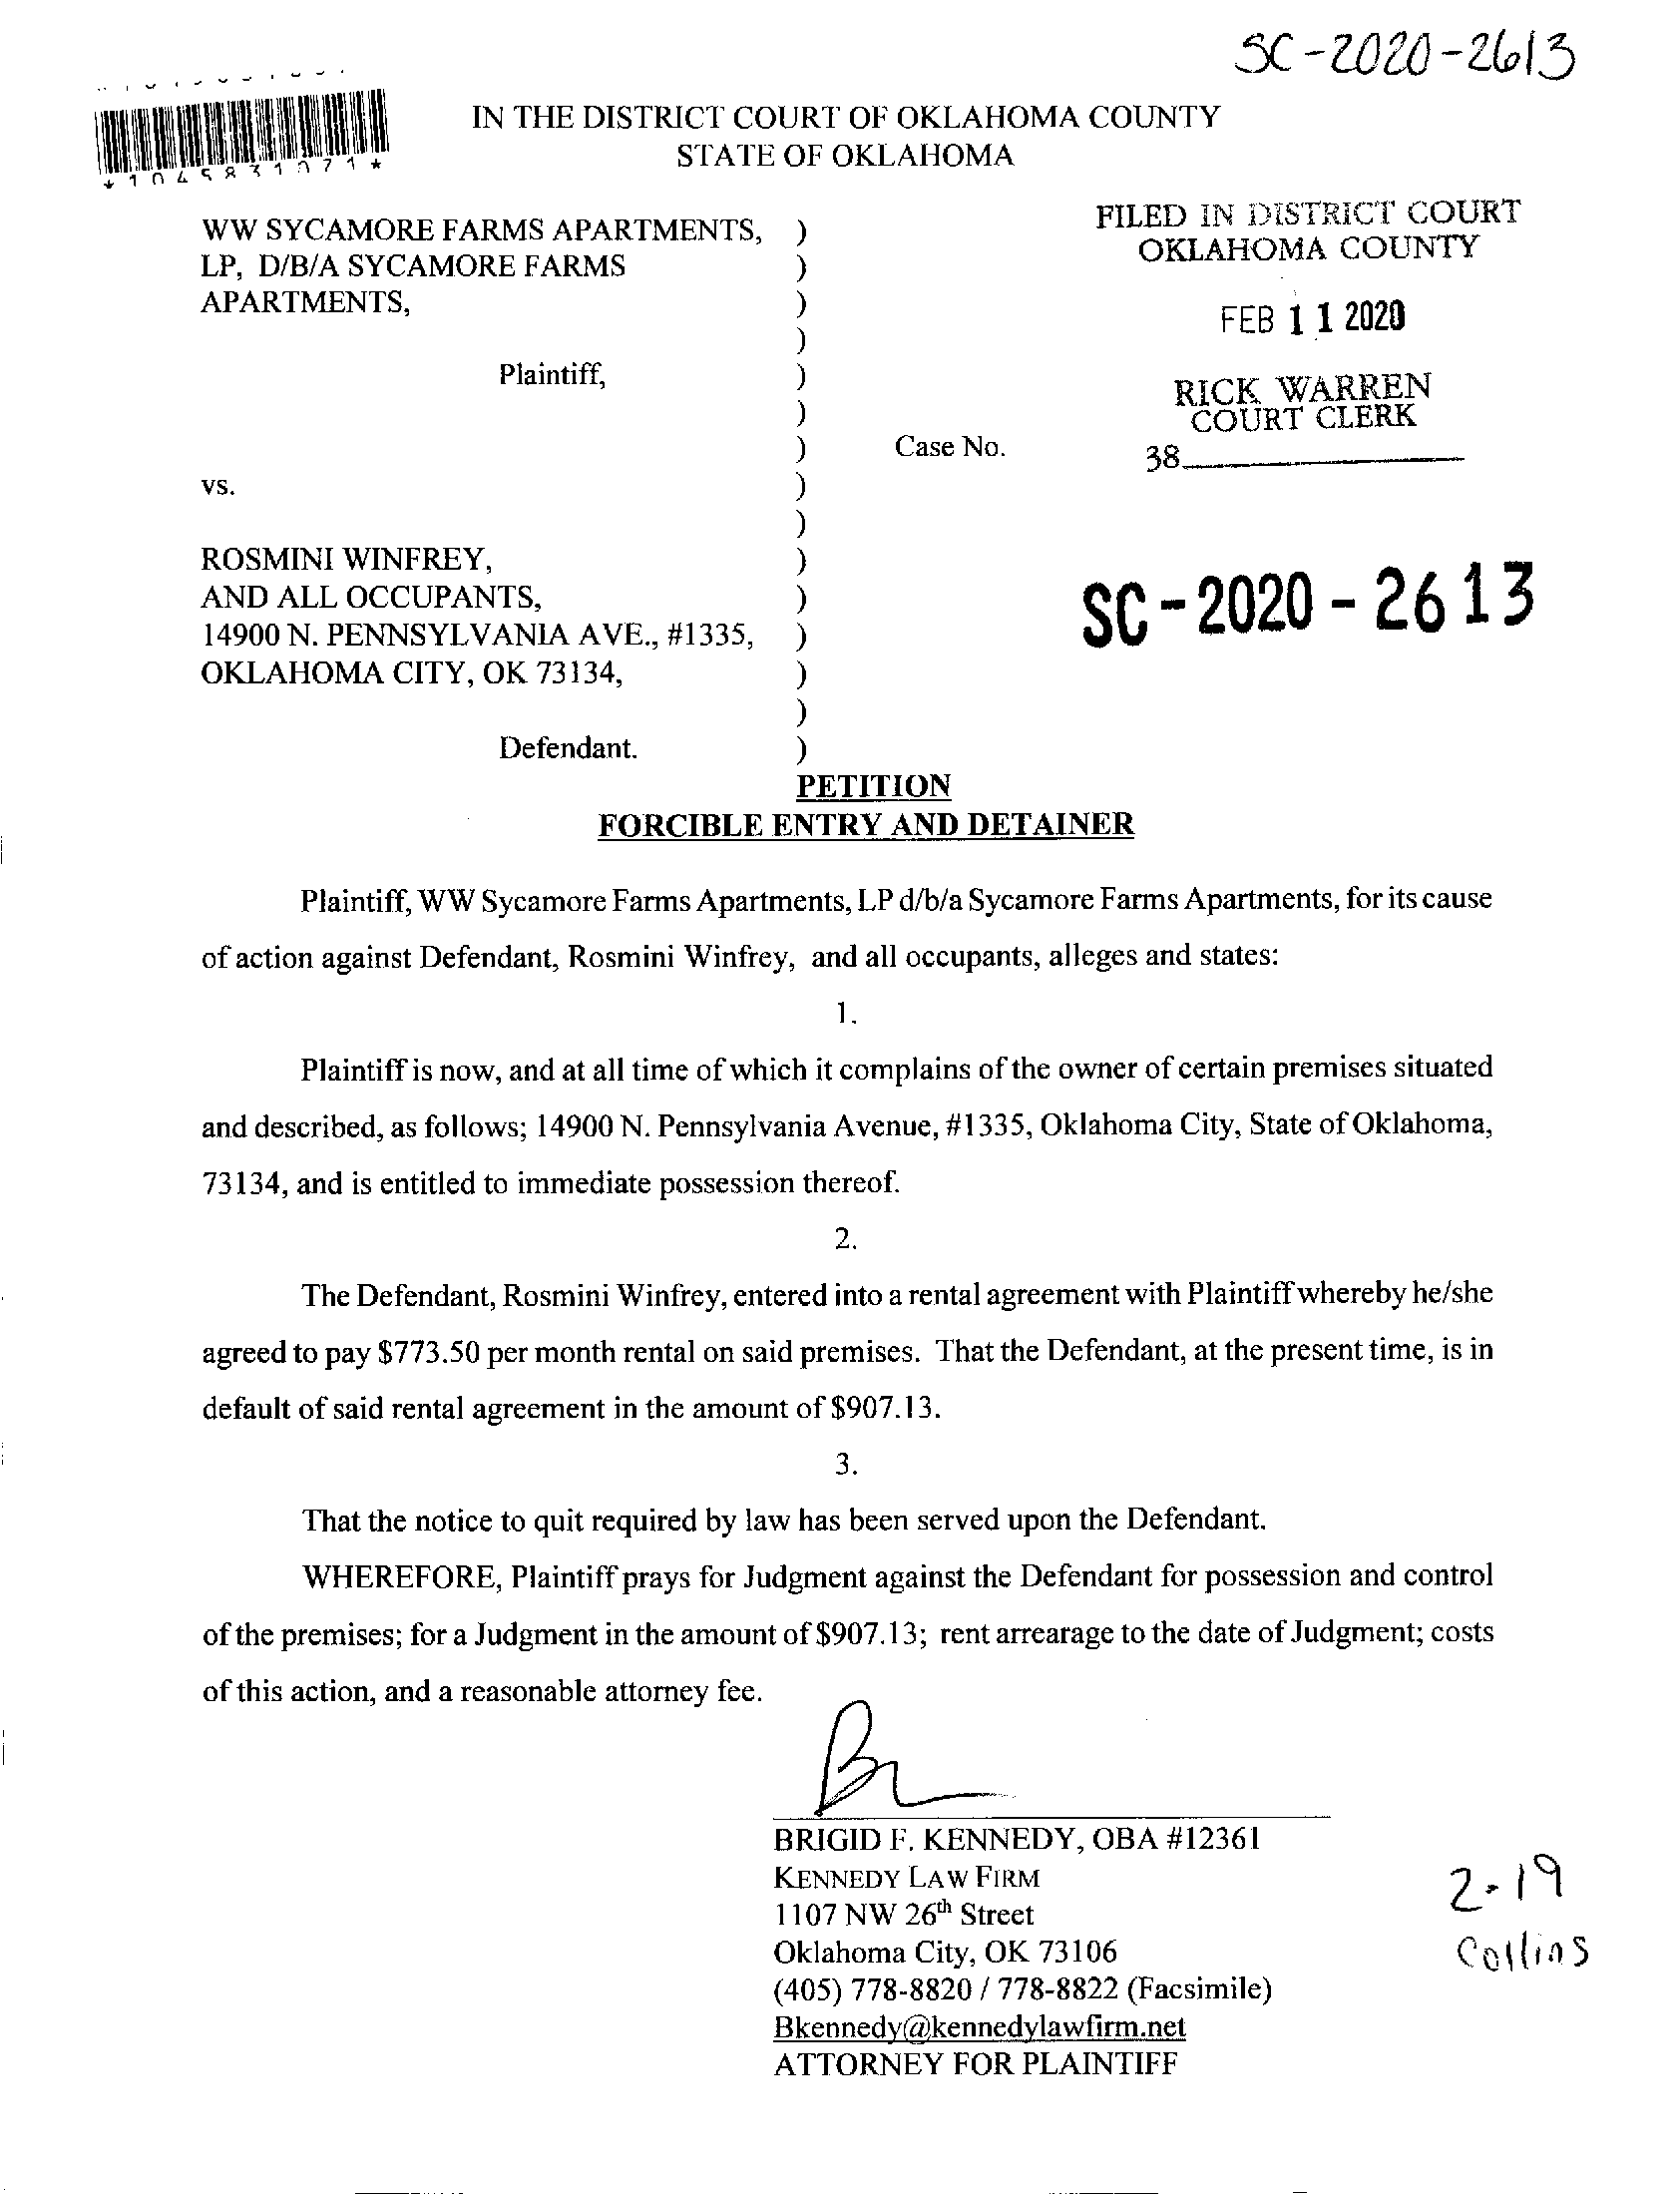 SC-2020-2613
*1045831071*
IN THE DISTRICT COURT OF OKLAHOMA COUNTY
STATE OF OKLAHOMA
WW SYCAMORE FARMS APARTMENTS, )
LP, D/B/A SYCAMORE FARMS )
APARTMENTS, )
)
Plaintiff, )
)
) Case No.
vs. )
)
ROSMINI WINFREY, )
AND ALL OCCUPANTS, )
14900 N. PENNSYLVANIA AVE., #1335, )
OKLAHOMA CITY, OK 73134, )
)
Defendant. )
FILED IN DISTRICT COURT
OKLAHOMA COUNTY
FEB 11 2020
RICK WARREN
COURT CLERK
38
SC-2020-2613
PETITION
FORCIBLE ENTRY AND DETAINER
Plaintiff, WW Sycamore Farms Apartments, LP d/b/a Sycamore Farms Apartments, for its cause
of action against Defendant, Rosmini Winfrey, and all occupants, alleges and states:
1.
Plaintiff is now, and at all time of which it complains of the owner of certain premises situated
and described, as follows; 14900 N. Pennsylvania Avenue, #1335, Oklahoma City, State of Oklahoma,
73134, and is entitled to immediate possession thereof.
2.
The Defendant, Rosmini Winfrey, entered into a rental agreement with Plaintiff whereby he/she
agreed to pay $773.50 per month rental on said premises. That the Defendant, at the present time, is in
default of said rental agreement in the amount of $907.13.
3.
That the notice to quit required by law has been served upon the Defendant.
WHEREFORE, Plaintiff prays for Judgment against the Defendant for possession and control
of the premises; for a Judgment in the amount of $907.13; rent arrearage to the date of Judgment; costs
of this action, and a reasonable attorney fee.
BRIGID F. KENNEDY, OBA #12361
KENNEDY LAW FIRM
1107 NW 26th Street
Oklahoma City, OK 73106
(405) 778-8820 / 778-8822 (Facsimile)
Bkennedy@kennedylawfirm.net
ATTORNEY FOR PLAINTIFF
2-19
Collins